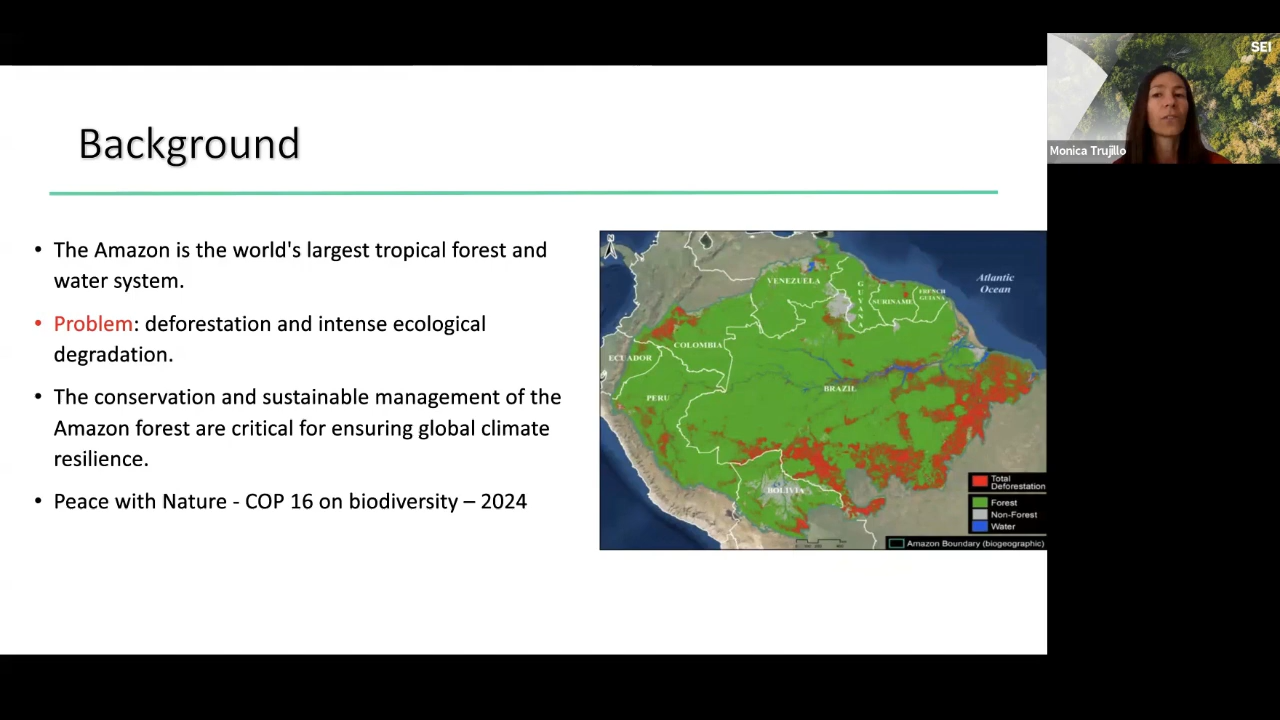 SEI
Monica Trujillo
Background
• The Amazon is the world's largest tropical forest and
water system.
• Problem: deforestation and intense ecological
degradation.
• The conservation and sustainable management of the
Amazon forest are critical for ensuring global climate
resilience.
• Peace with Nature - COP 16 on biodiversity – 2024
N
Atlantic
Ocean
VENEZUELA
GUYANA
SURINAME
FRENCH
GUIANA
COLOMBIA
ECUADOR
PERU
BRAZIL
BOLIVIA
Total
Deforestation
Forest
Non-Forest
Water
Amazon Boundary (biogeographic)